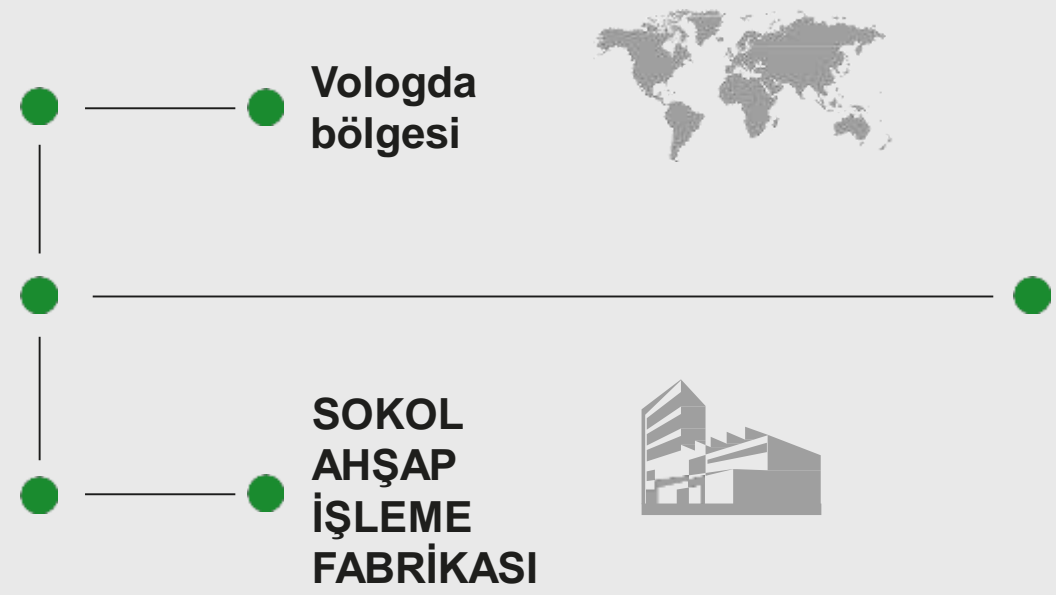 Vologda
bölgesi
SOKOL
AHŞAP
İŞLEME
FABRİKASI